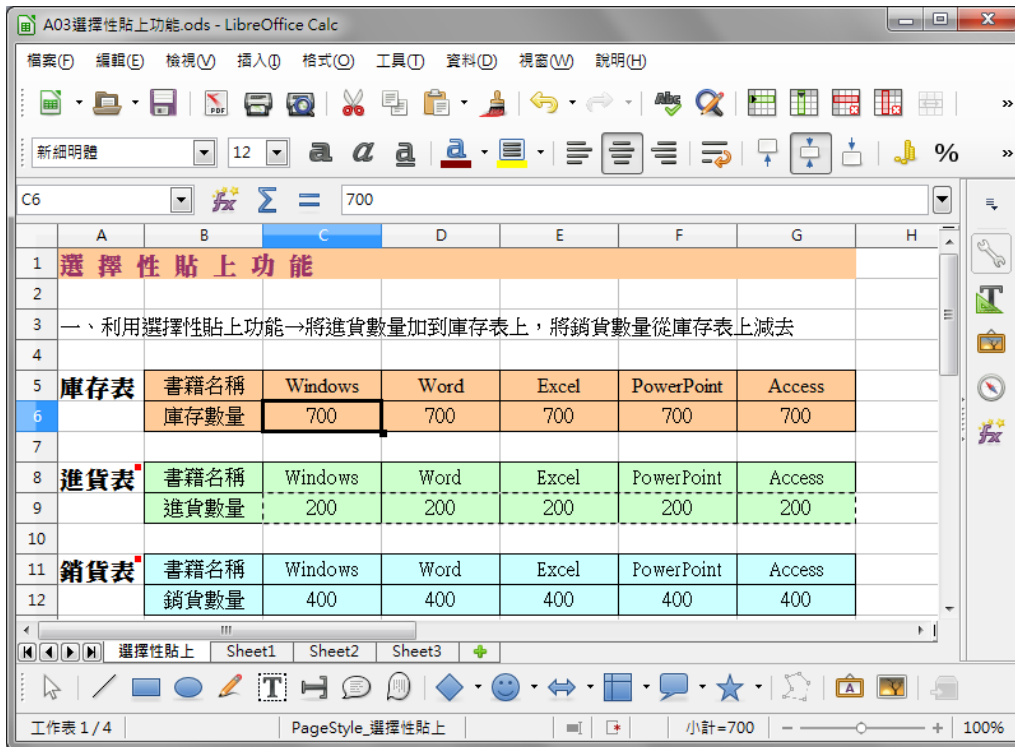 A03選擇性貼上功能.ods - LibreOffice Calc
檔案(F) 編輯(E) 檢視(V) 插入(I) 格式(O) 工具(T) 資料(D) 視窗(W) 說明(H)
新細明體 12 a a a a %
C6 fx Σ = 700
A B C D E F G H
1 選擇性貼上功能
2
3 一、利用選擇性貼上功能→將進貨數量加到庫存表上，將銷貨數量從庫存表上減去
4
5 庫存表 書籍名稱 Windows Word Excel PowerPoint Access
6 庫存數量 700 700 700 700 700
7
8 進貨表 書籍名稱 Windows Word Excel PowerPoint Access
9 進貨數量 200 200 200 200 200
10
11 銷貨表 書籍名稱 Windows Word Excel PowerPoint Access
12 銷貨數量 400 400 400 400 400
選擇性貼上 Sheet1 Sheet2 Sheet3
工作表 1 / 4 PageStyle_選擇性貼上 小計=700 100%